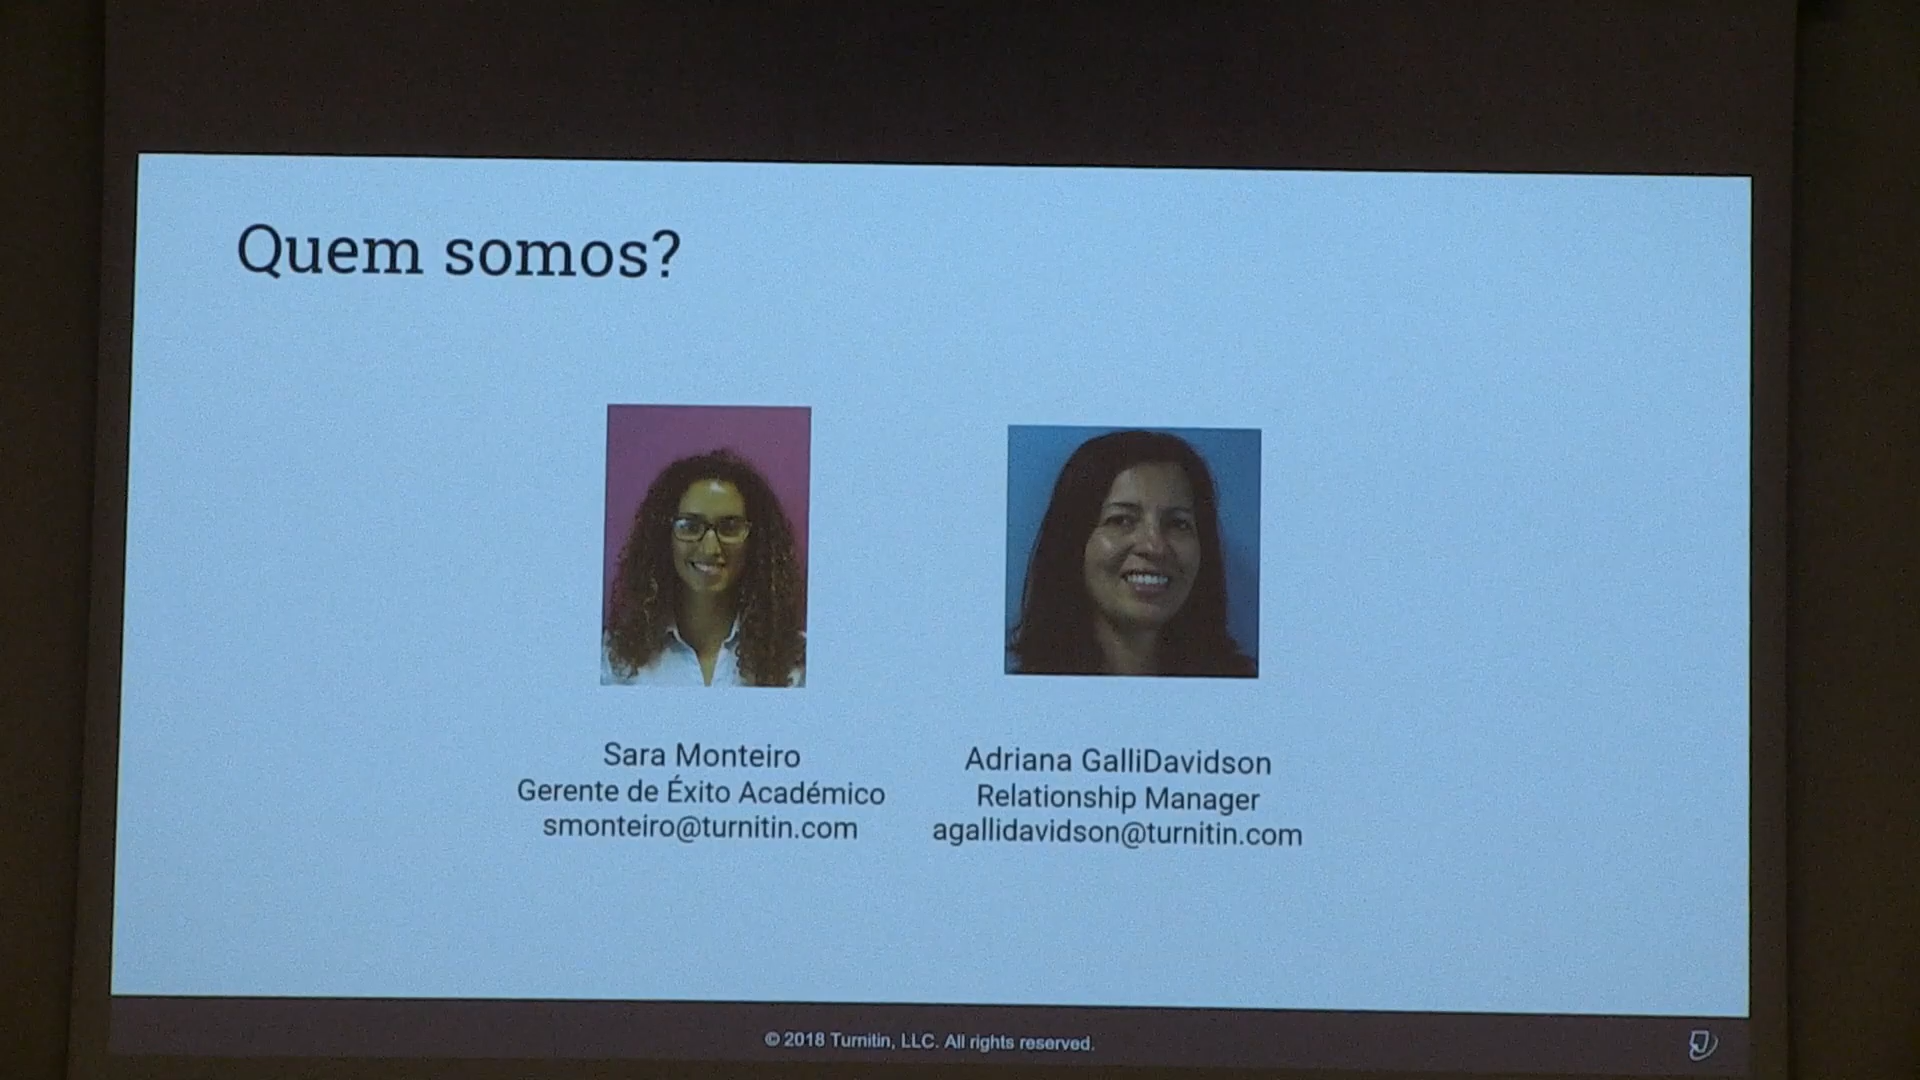 Quem somos?
Sara Monteiro
Gerente de Éxito Académico
smonteiro@turnitin.com
Adriana GalliDavidson
Relationship Manager
agallidavidson@turnitin.com
© 2018 Turnitin, LLC. All rights reserved.